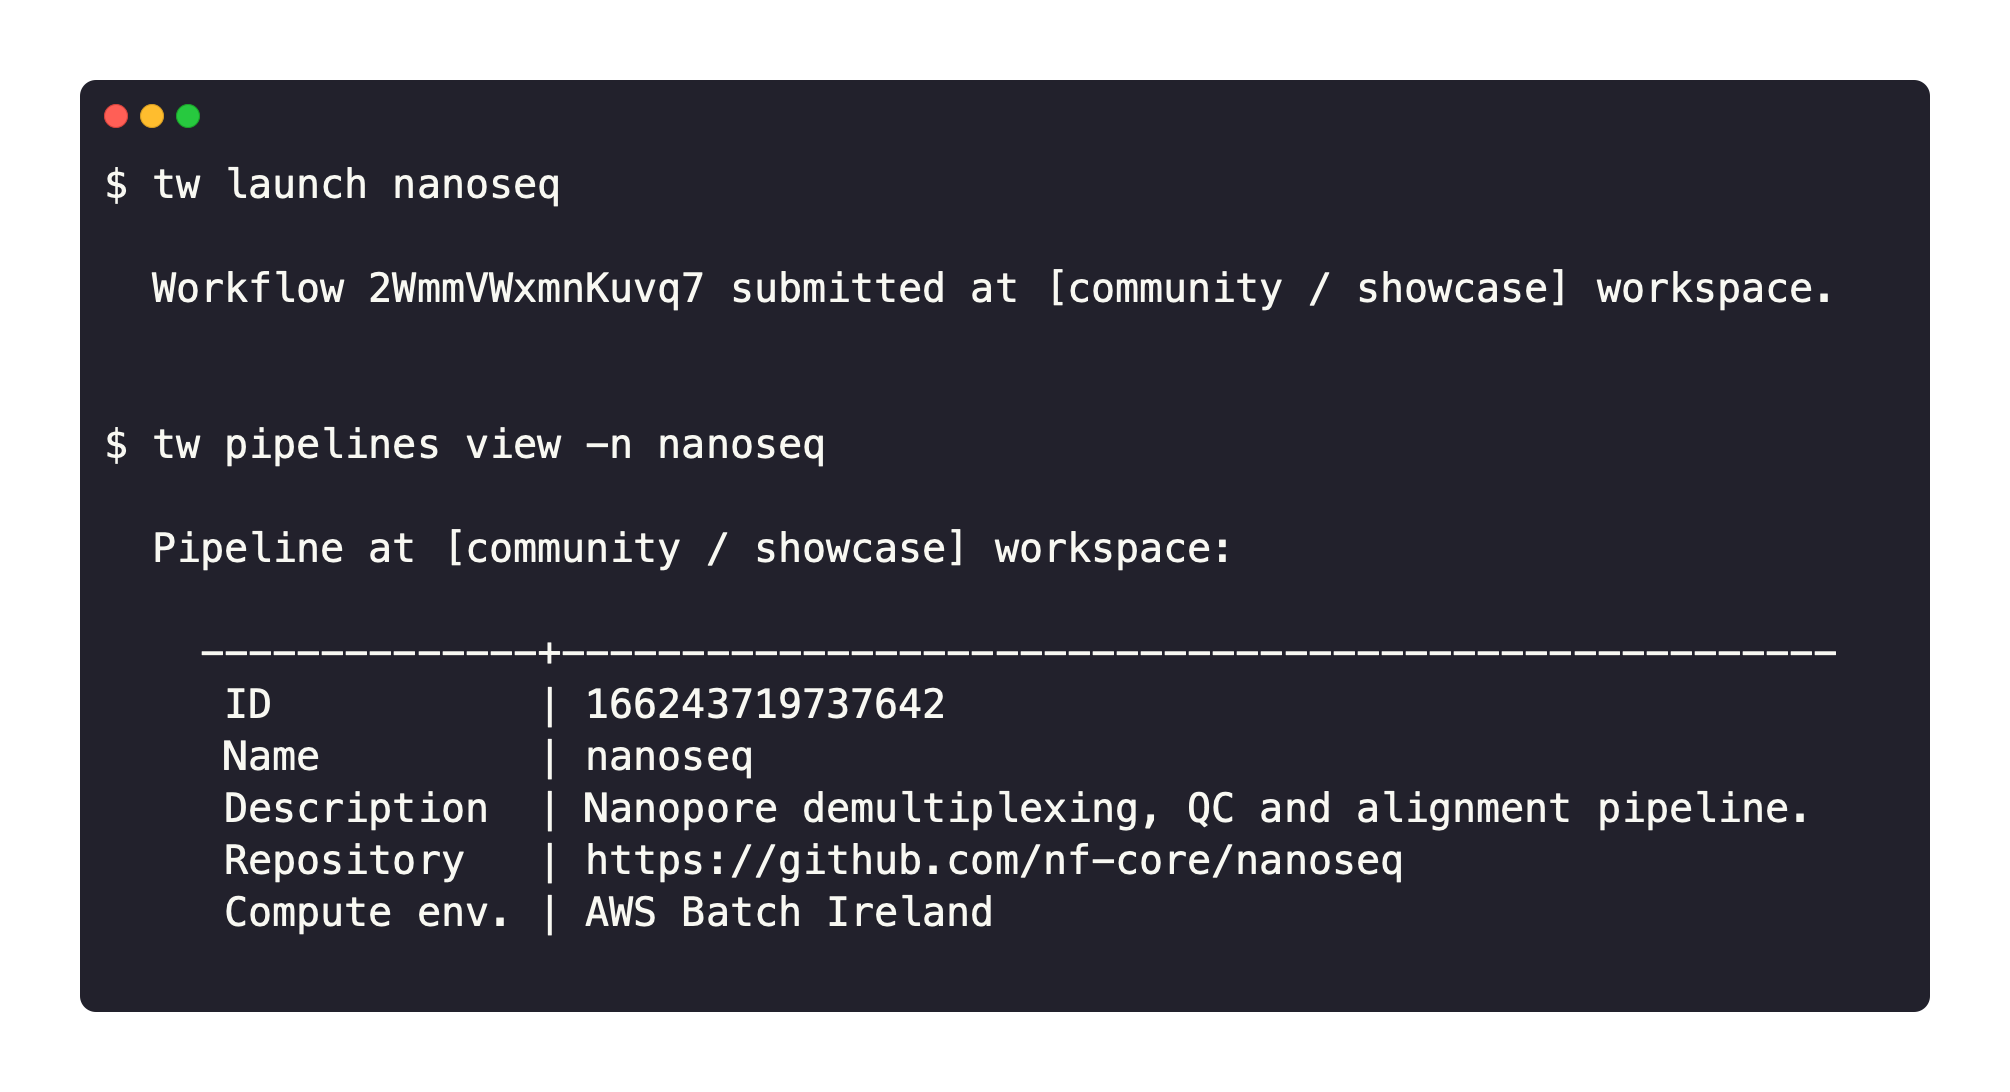 $ tw launch nanoseq
Workflow 2WmmVWxmnKuvq7 submitted at [community / showcase] workspace.
$ tw pipelines view -n nanoseq
Pipeline at [community / showcase] workspace:
--------------+-----------------------------------------------------
ID | 166243719737642
Name | nanoseq
Description | Nanopore demultiplexing, QC and alignment pipeline.
Repository | https://github.com/nf-core/nanoseq
Compute env. | AWS Batch Ireland